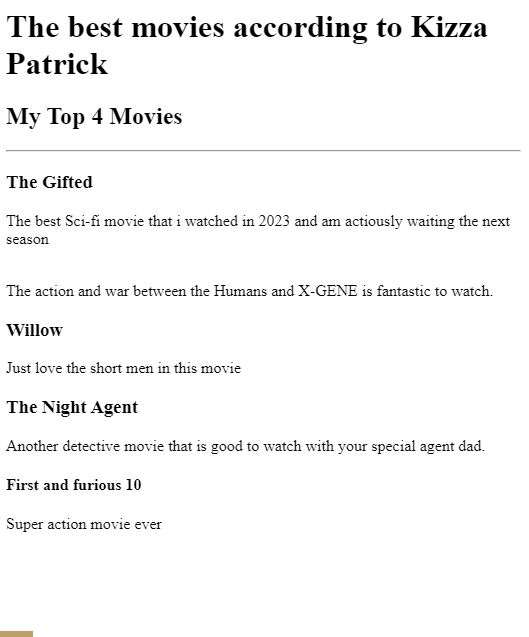 The best movies according to Kizza
Patrick
My Top 4 Movies
The Gifted
The best Sci-fi movie that i watched in 2023 and am actiously waiting the next
season
The action and war between the Humans and X-GENE is fantastic to watch.
Willow
Just love the short men in this movie
The Night Agent
Another detective movie that is good to watch with your special agent dad.
First and furious 10
Super action movie ever